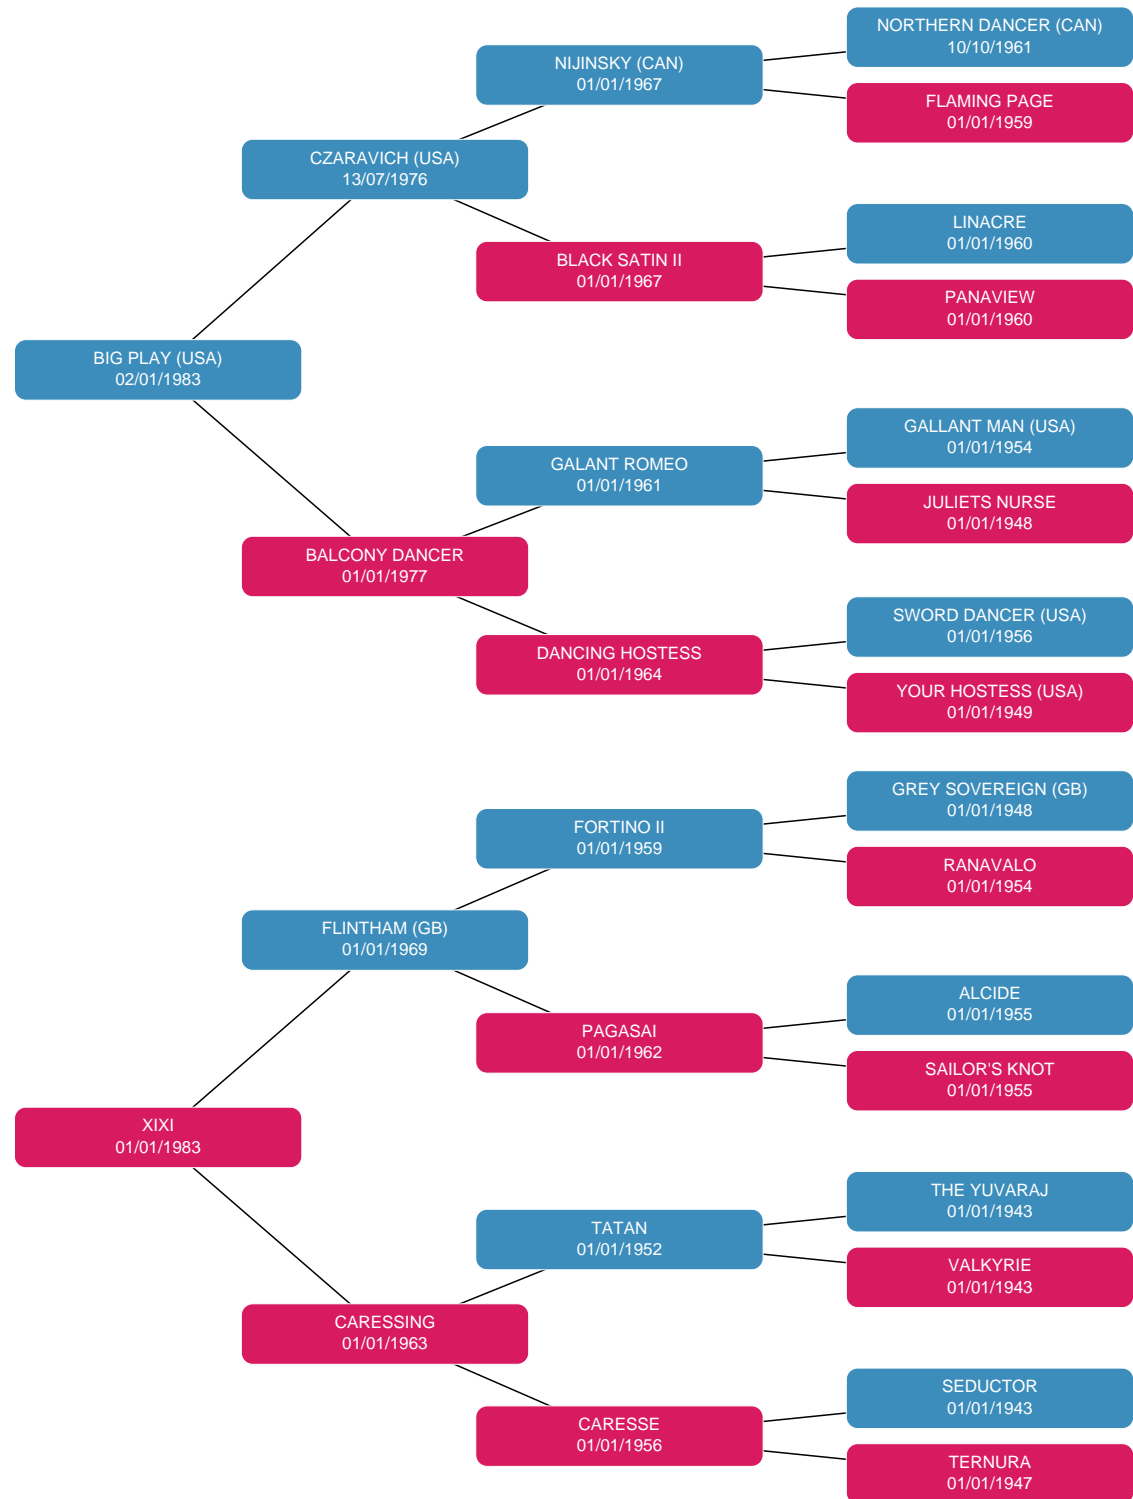 NORTHERN DANCER (CAN)
10/10/1961
NIJINSKY (CAN)
01/01/1967
FLAMING PAGE
01/01/1959
CZARAVICH (USA)
13/07/1976
LINACRE
01/01/1960
BLACK SATIN II
01/01/1967
PANAVIEW
01/01/1960
BIG PLAY (USA)
02/01/1983
GALLANT MAN (USA)
01/01/1954
GALANT ROMEO
01/01/1961
JULIETS NURSE
01/01/1948
BALCONY DANCER
01/01/1977
SWORD DANCER (USA)
01/01/1956
DANCING HOSTESS
01/01/1964
YOUR HOSTESS (USA)
01/01/1949
GREY SOVEREIGN (GB)
01/01/1948
FORTINO II
01/01/1959
RANAVALO
01/01/1954
FLINTHAM (GB)
01/01/1969
ALCIDE
01/01/1955
PAGASAI
01/01/1962
SAILOR'S KNOT
01/01/1955
XIXI
01/01/1983
THE YUVARAJ
01/01/1943
TATAN
01/01/1952
VALKYRIE
01/01/1943
CARESSING
01/01/1963
SEDUCTOR
01/01/1943
CARESSE
01/01/1956
TERNURA
01/01/1947